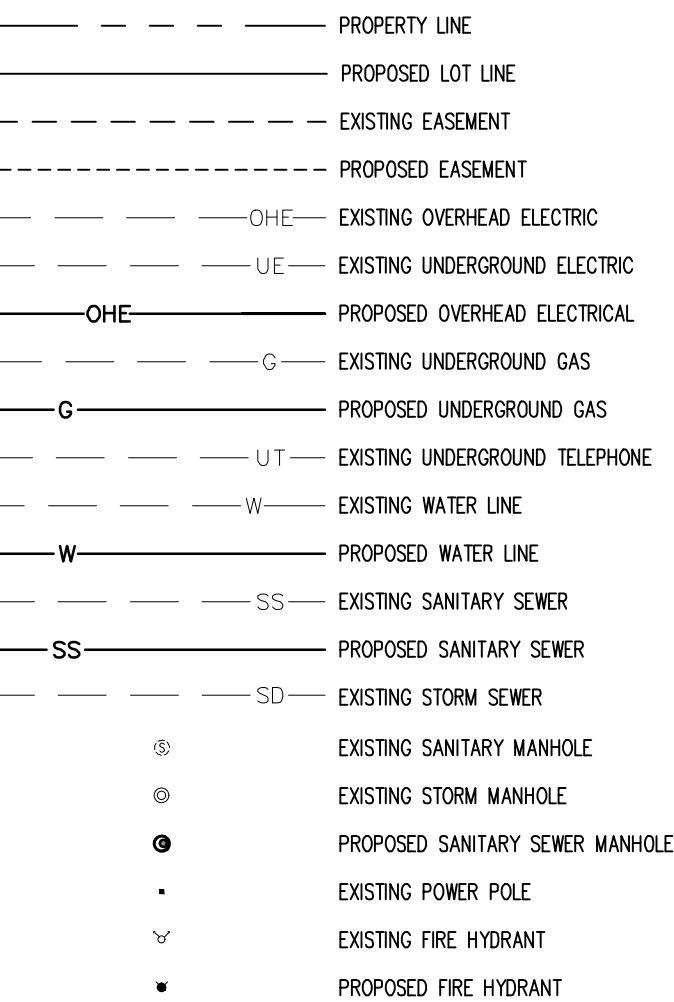 PROPERTY LINE
PROPOSED LOT LINE
EXISTING EASEMENT
PROPOSED EASEMENT
OHE EXISTING OVERHEAD ELECTRIC
UE EXISTING UNDERGROUND ELECTRIC
OHE PROPOSED OVERHEAD ELECTRICAL
G EXISTING UNDERGROUND GAS
G PROPOSED UNDERGROUND GAS
UT EXISTING UNDERGROUND TELEPHONE
W EXISTING WATER LINE
W PROPOSED WATER LINE
SS EXISTING SANITARY SEWER
SS PROPOSED SANITARY SEWER
SD EXISTING STORM SEWER
S EXISTING SANITARY MANHOLE
EXISTING STORM MANHOLE
PROPOSED SANITARY SEWER MANHOLE
EXISTING POWER POLE
EXISTING FIRE HYDRANT
PROPOSED FIRE HYDRANT